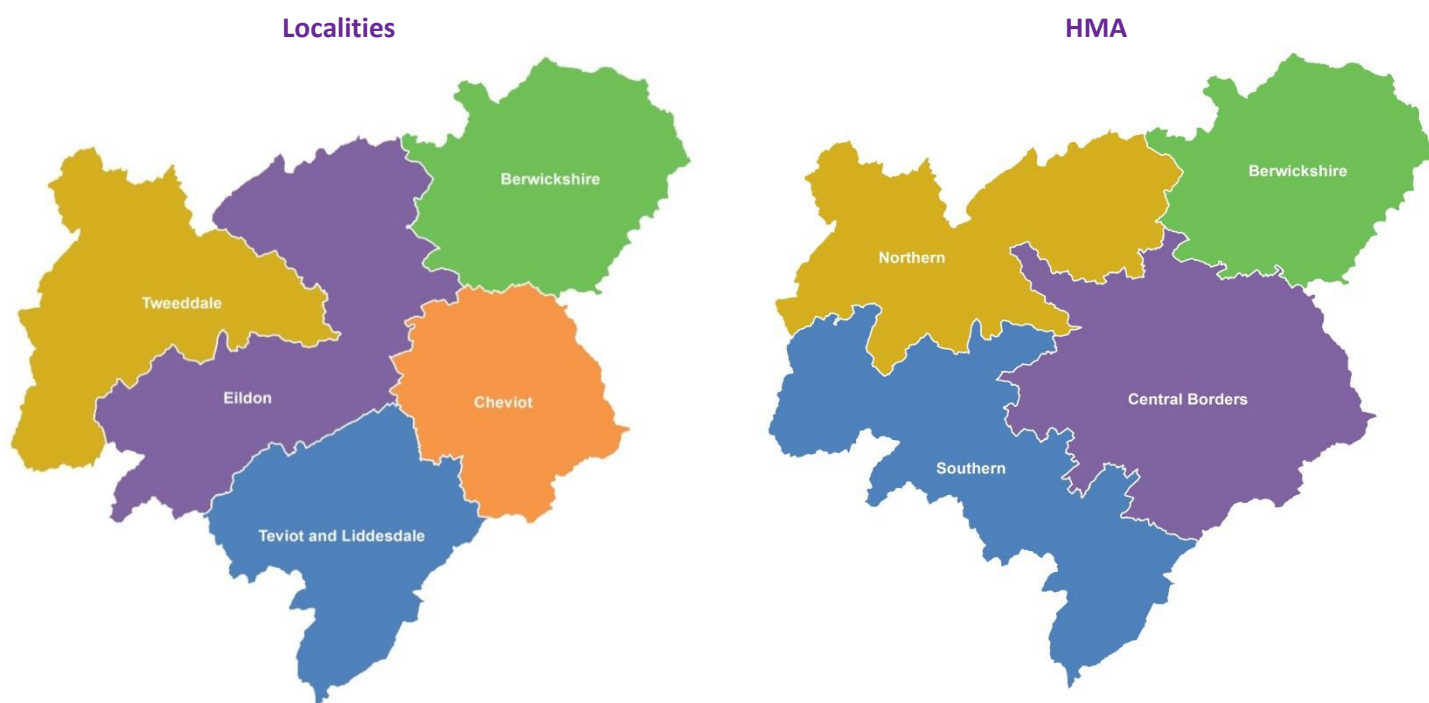 Localities
Berwickshire
Tweeddale
Eildon
Cheviot
Teviot and Liddesdale
HMA
Berwickshire
Northern
Central Borders
Southern